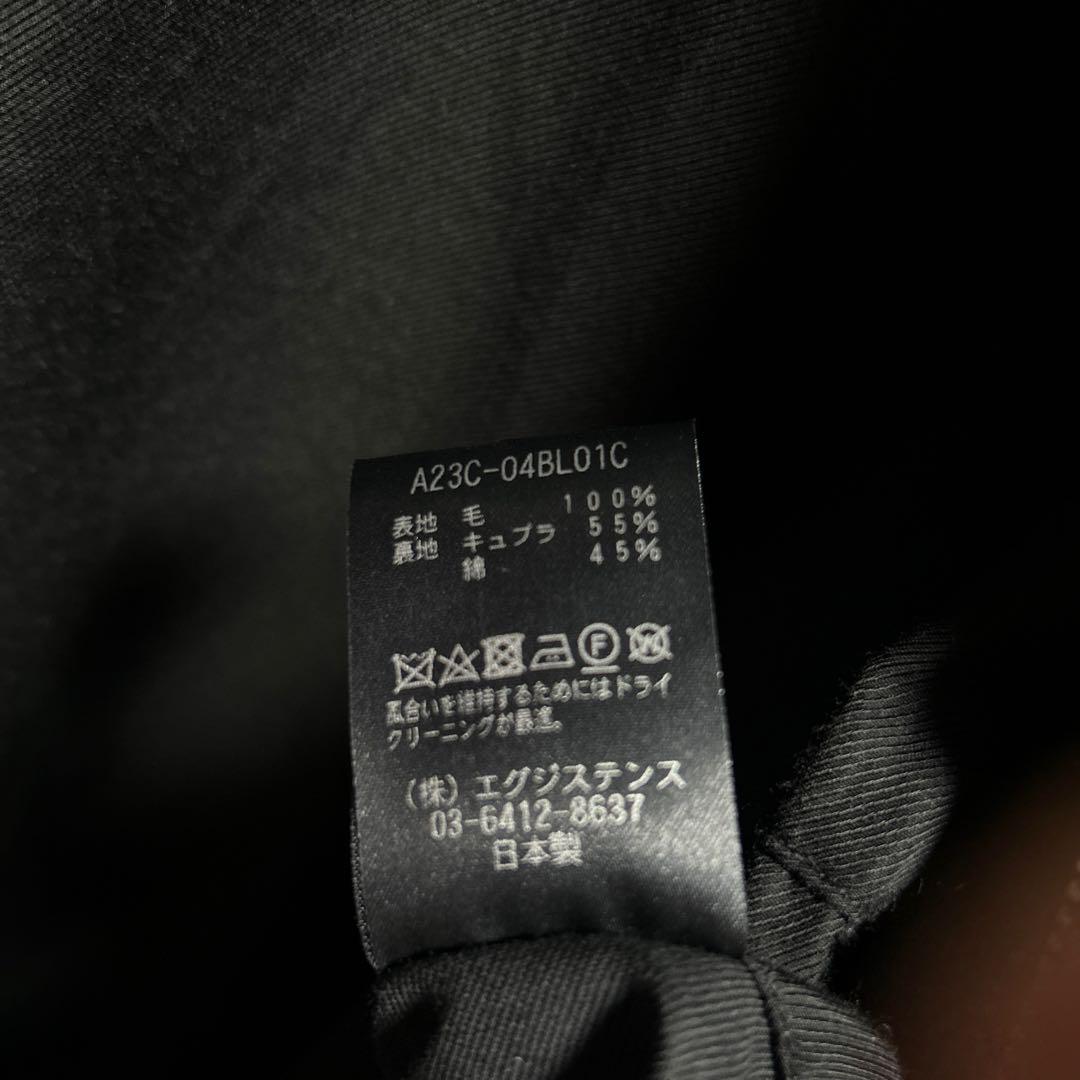 A23C-04BL01C
表地 毛 100%
裏地 キュプラ 55%
綿 45%
F W
風合いを維持するためにはドライ
クリーニングが最適。
(株) エグジステンス
03-6412-8637
日本製